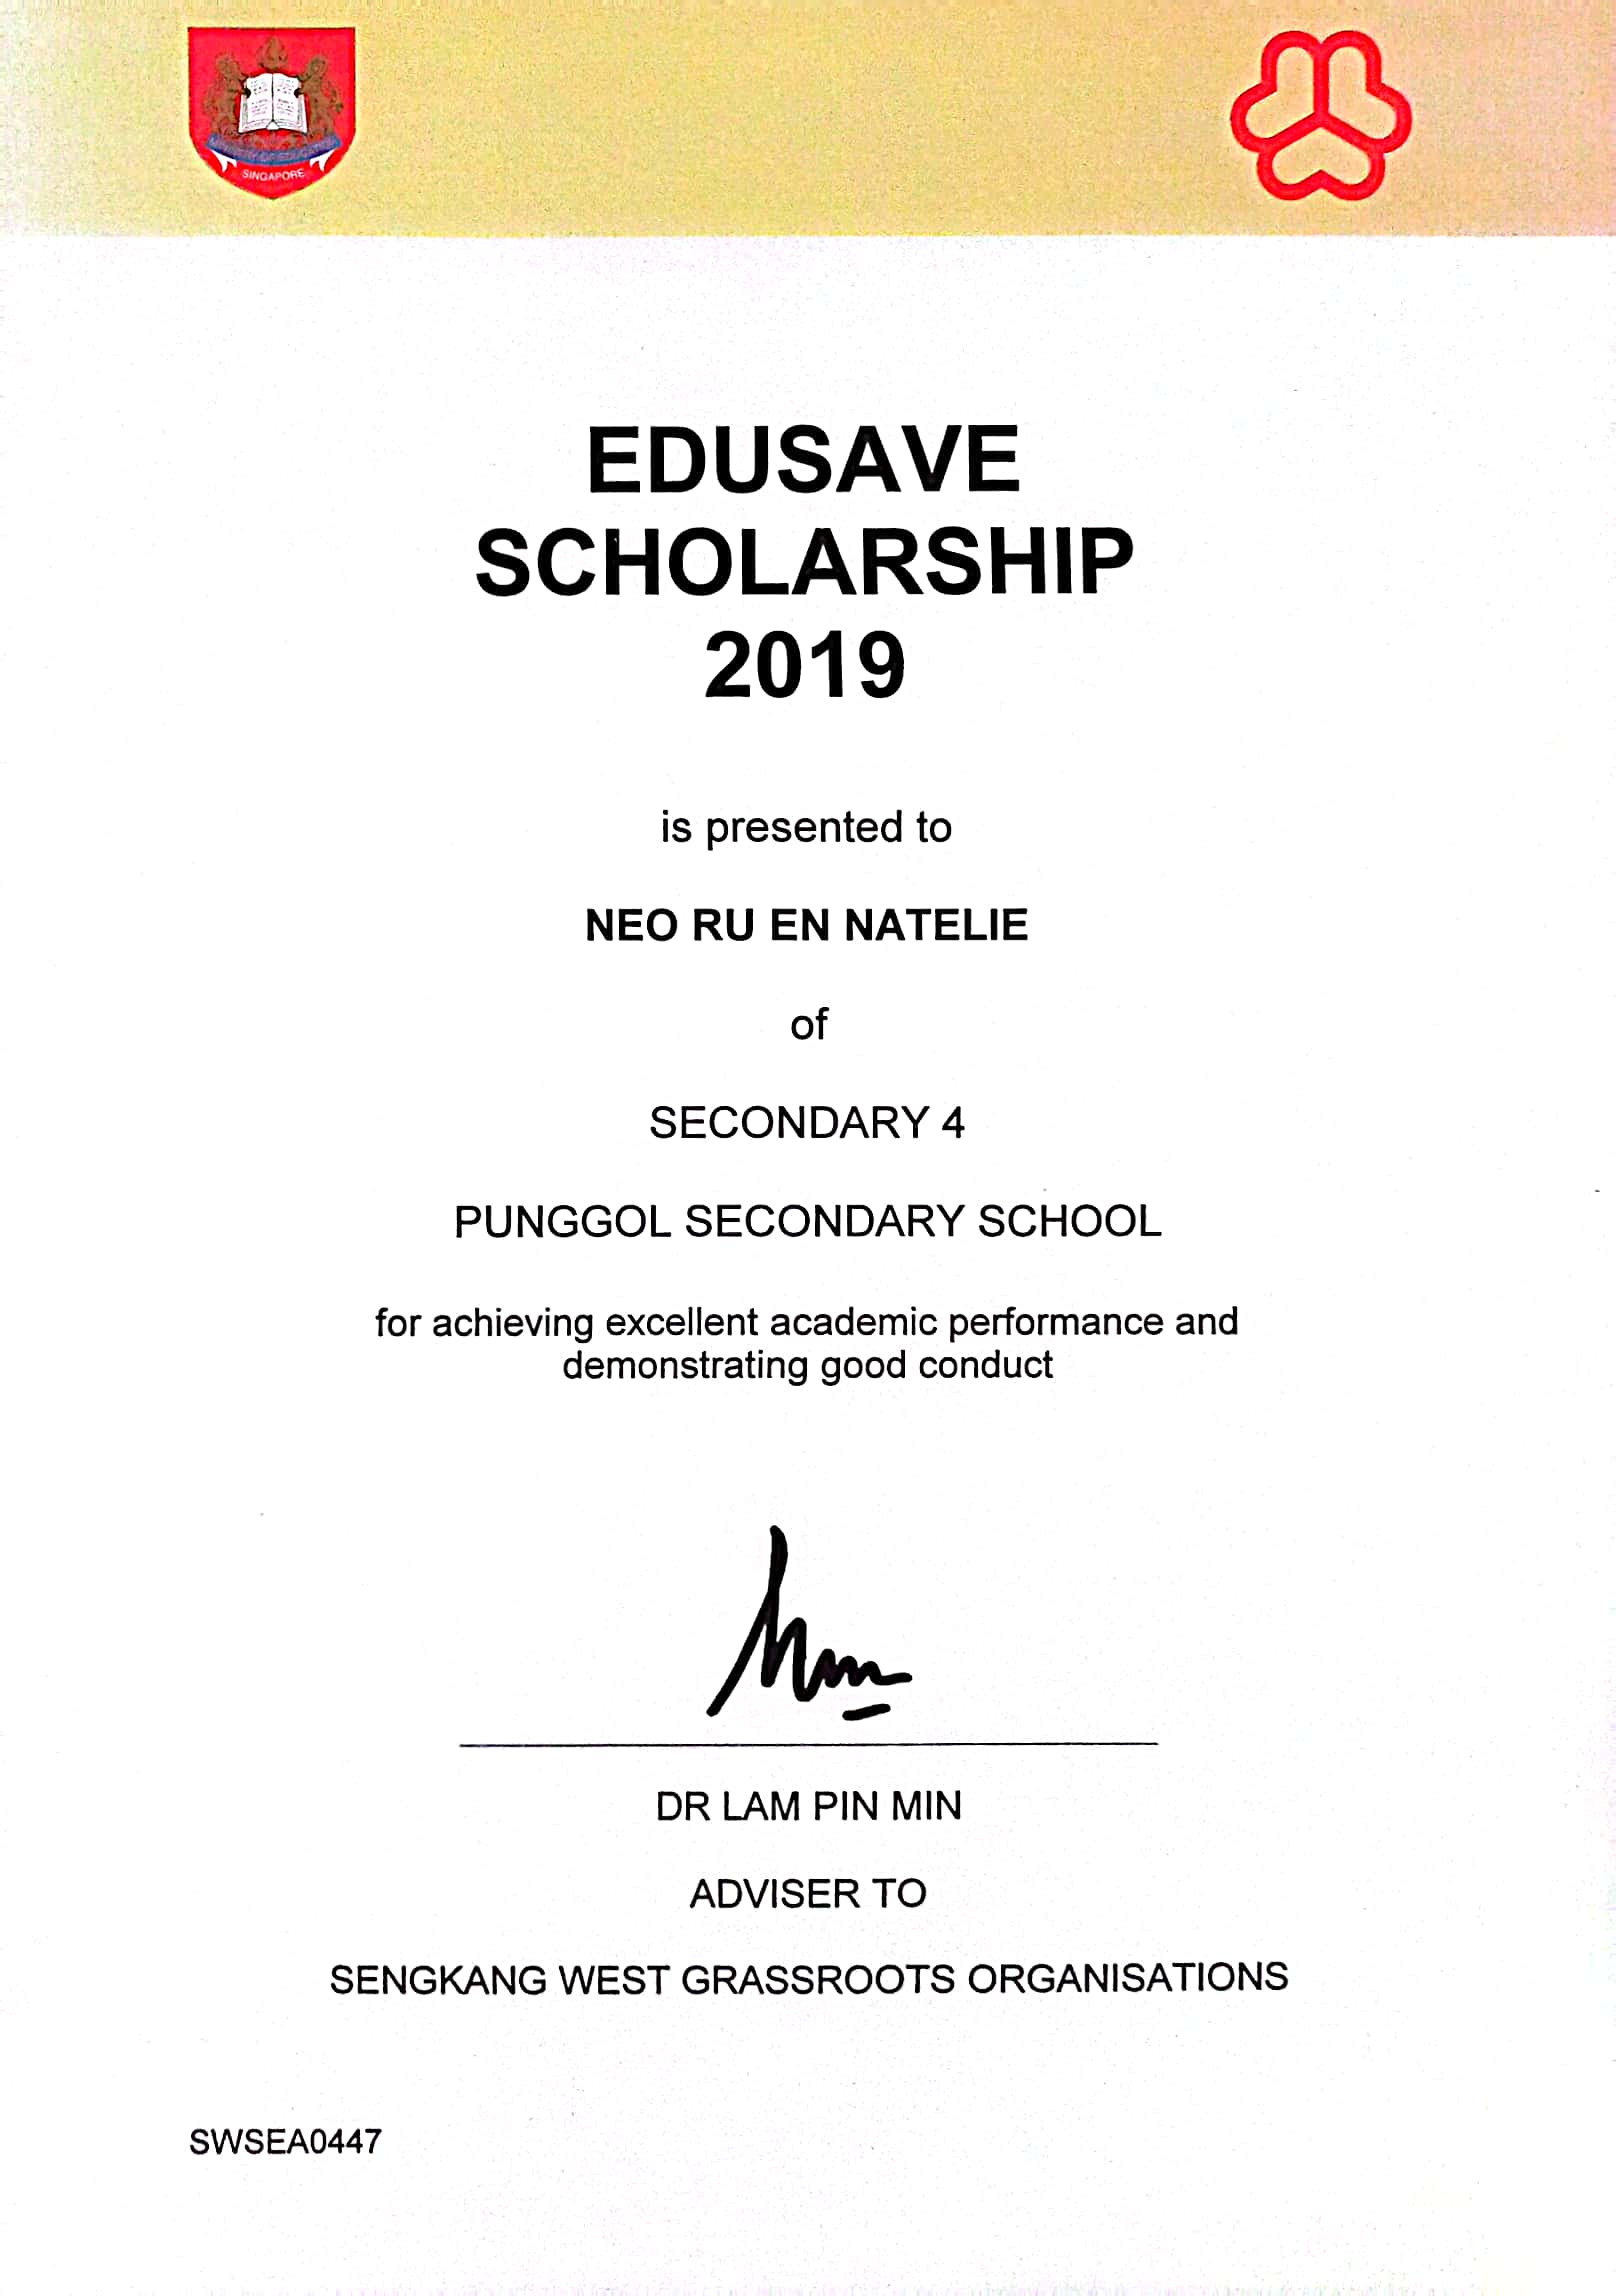 SINGAPORE
EDUSAVE
SCHOLARSHIP
2019
is presented to
NEO RU EN NATELIE
of
SECONDARY 4
PUNGGOL SECONDARY SCHOOL
for achieving excellent academic performance and
demonstrating good conduct
DR LAM PIN MIN
ADVISER TO
SENGKANG WEST GRASSROOTS ORGANISATIONS
SWSEA0447